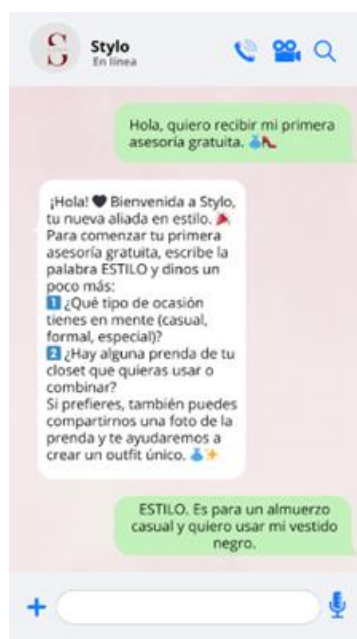 S
Stylo
En línea
Hola, quiero recibir mi primera
asesoría gratuita. 👗👠
¡Hola! 🖤 Bienvenida a Stylo,
tu nueva aliada en estilo. 🎉
Para comenzar tu primera
asesoría gratuita, escribe la
palabra ESTILO y dinos un
poco más:
1️⃣ ¿Qué tipo de ocasión
tienes en mente (casual,
formal, especial)?
2️⃣ ¿Hay alguna prenda de tu
closet que quieras usar o
combinar?
Si prefieres, también puedes
compartirnos una foto de la
prenda y te ayudaremos a
crear un outfit único. 👗✨
ESTILO. Es para un almuerzo
casual y quiero usar mi vestido
negro.